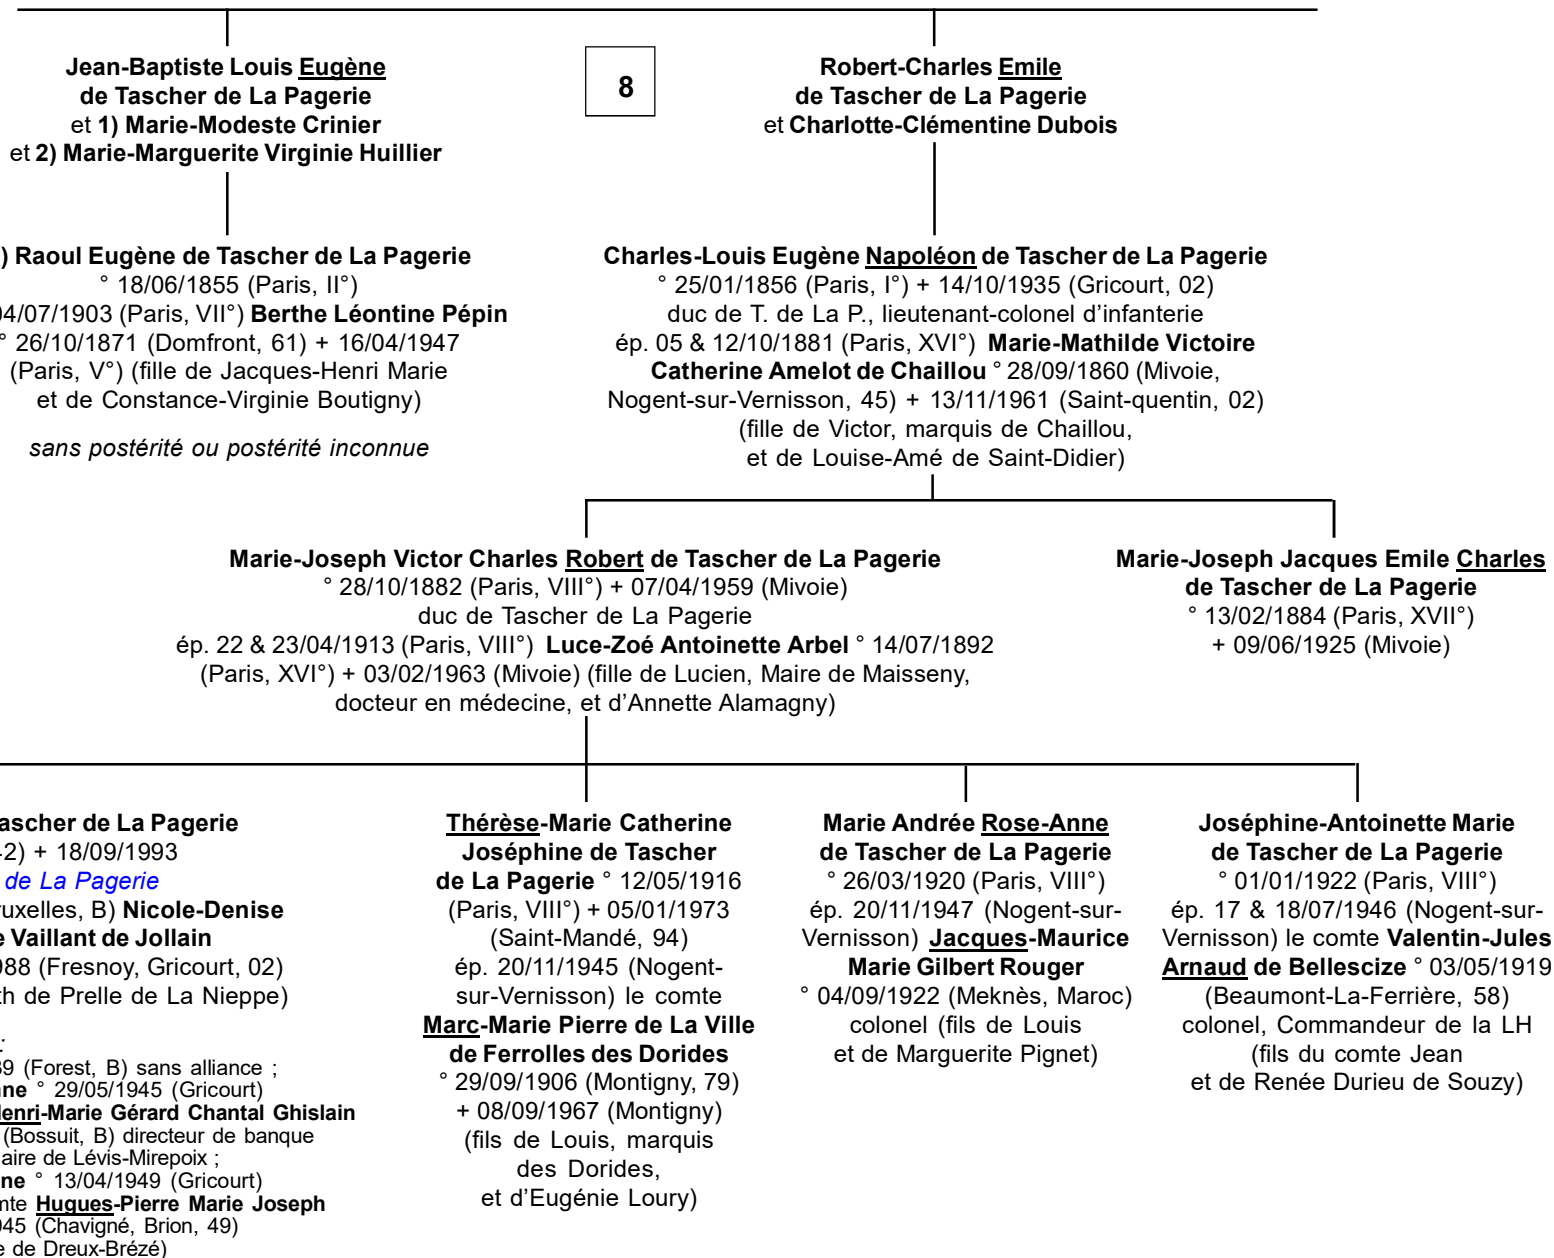 Jean-Baptiste Louis Eugène
de Tascher de La Pagerie
et 1) Marie-Modeste Crinier
et 2) Marie-Marguerite Virginie Huillier
8
Robert-Charles Emile
de Tascher de La Pagerie
et Charlotte-Clémentine Dubois
) Raoul Eugène de Tascher de La Pagerie
° 18/06/1855 (Paris, II°)
04/07/1903 (Paris, VII°) Berthe Léontine Pépin
° 26/10/1871 (Domfront, 61) + 16/04/1947
(Paris, V°) (fille de Jacques-Henri Marie
et de Constance-Virginie Boutigny)
sans postérité ou postérité inconnue
Charles-Louis Eugène Napoléon de Tascher de La Pagerie
° 25/01/1856 (Paris, I°) + 14/10/1935 (Gricourt, 02)
duc de T. de La P., lieutenant-colonel d'infanterie
ép. 05 & 12/10/1881 (Paris, XVI°) Marie-Mathilde Victoire
Catherine Amelot de Chaillou ° 28/09/1860 (Mivoie,
Nogent-sur-Vernisson, 45) + 13/11/1961 (Saint-quentin, 02)
(fille de Victor, marquis de Chaillou,
et de Louise-Amé de Saint-Didier)
Marie-Joseph Victor Charles Robert de Tascher de La Pagerie
° 28/10/1882 (Paris, VIII°) + 07/04/1959 (Mivoie)
duc de Tascher de La Pagerie
ép. 22 & 23/04/1913 (Paris, VIII°) Luce-Zoé Antoinette Arbel ° 14/07/1892
(Paris, XVI°) + 03/02/1963 (Mivoie) (fille de Lucien, Maire de Maisseny,
docteur en médecine, et d'Annette Alamagny)
Marie-Joseph Jacques Emile Charles
de Tascher de La Pagerie
° 13/02/1884 (Paris, XVII°)
+ 09/06/1925 (Mivoie)
ascher de La Pagerie
2) + 18/09/1993
de La Pagerie
ruxelles, B) Nicole-Denise
e Vaillant de Jollain
988 (Fresnoy, Gricourt, 02)
th de Prelle de La Nieppe)
:
39 (Forest, B) sans alliance ;
nne ° 29/05/1945 (Gricourt)
Henri-Marie Gérard Chantal Ghislain
(Bossuit, B) directeur de banque
aire de Lévis-Mirepoix ;
ne ° 13/04/1949 (Gricourt)
mte Hugues-Pierre Marie Joseph
945 (Chavigné, Brion, 49)
e de Dreux-Brézé)
Thérèse-Marie Catherine
Joséphine de Tascher
de La Pagerie ° 12/05/1916
(Paris, VIII°) + 05/01/1973
(Saint-Mandé, 94)
ép. 20/11/1945 (Nogent-
sur-Vernisson) le comte
Marc-Marie Pierre de La Ville
de Ferrolles des Dorides
° 29/09/1906 (Montigny, 79)
+ 08/09/1967 (Montigny)
(fils de Louis, marquis
des Dorides,
et d'Eugénie Loury)
Marie Andrée Rose-Anne
de Tascher de La Pagerie
° 26/03/1920 (Paris, VIII°)
ép. 20/11/1947 (Nogent-sur-
Vernisson) Jacques-Maurice
Marie Gilbert Rouger
° 04/09/1922 (Meknès, Maroc)
colonel (fils de Louis
et de Marguerite Pignet)
Joséphine-Antoinette Marie
de Tascher de La Pagerie
° 01/01/1922 (Paris, VIII°)
ép. 17 & 18/07/1946 (Nogent-sur-
Vernisson) le comte Valentin-Jules
Arnaud de Bellescize ° 03/05/1919
(Beaumont-La-Ferrière, 58)
colonel, Commandeur de la LH
(fils du comte Jean
et de Renée Durieu de Souzy)